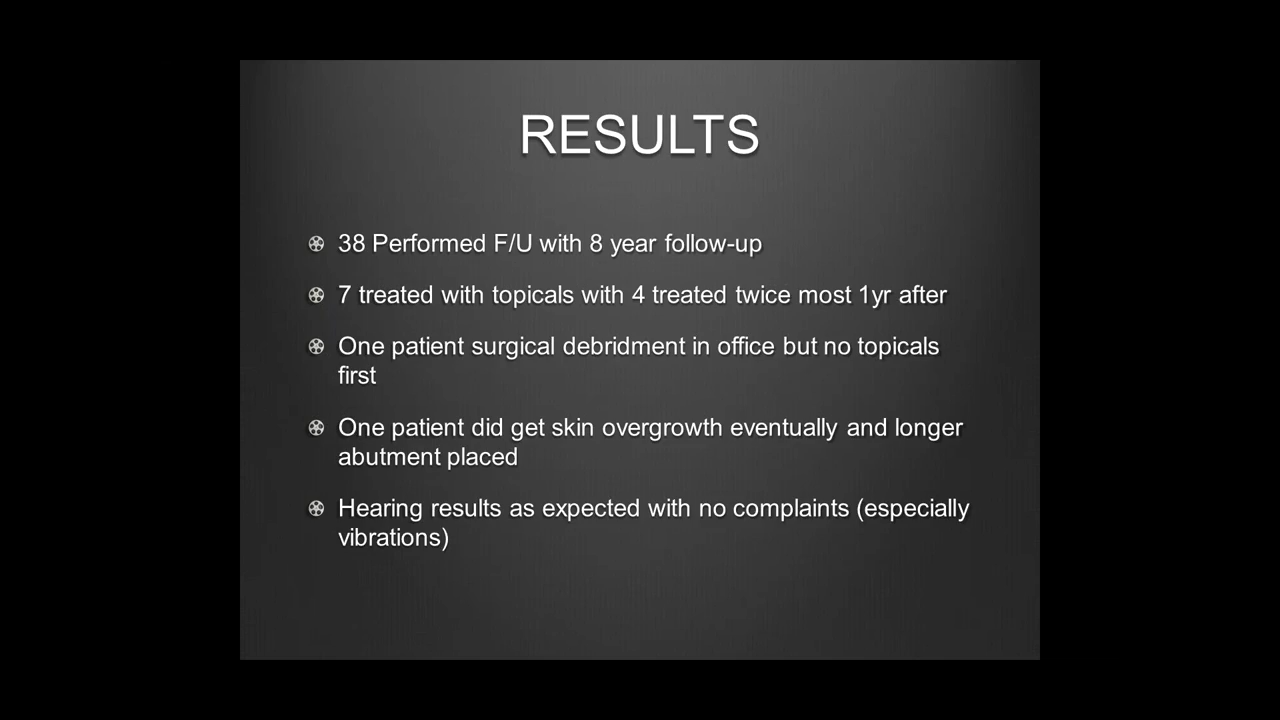 RESULTS
38 Performed F/U with 8 year follow-up
7 treated with topicals with 4 treated twice most 1yr after
One patient surgical debridment in office but no topicals
first
One patient did get skin overgrowth eventually and longer
abutment placed
Hearing results as expected with no complaints (especially
vibrations)